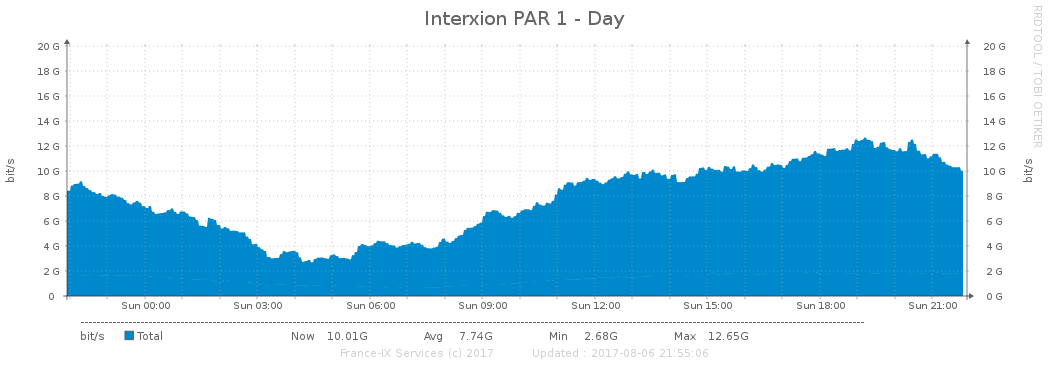 Interxion PAR 1 - Day
RRDTOOL / TOBI OETIKER
20 G 20 G
18 G 18 G
16 G 16 G
14 G 14 G
12 G 12 G
10 G 10 G
8 G 8 G
6 G 6 G
4 G 4 G
2 G 2 G
0 0 G
bit/s
bit/s
Sun 00:00 Sun 03:00 Sun 06:00 Sun 09:00 Sun 12:00 Sun 15:00 Sun 18:00 Sun 21:00
bit/s Total Now 10.01G Avg 7.74G Min 2.68G Max 12.65G
France-IX Services (c) 2017 Updated : 2017-08-06 21:55:06